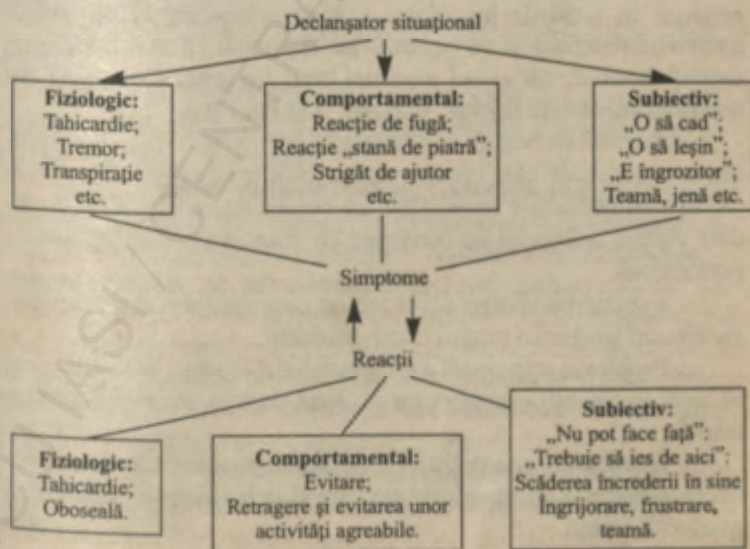 Declanşator situaţional
Fiziologic:
Tahicardie;
Tremor;
Transpiraţie
etc.
Comportamental:
Reacţie de fugă;
Reacţie „stană de piatră”;
Strigăt de ajutor
etc.
Subiectiv:
„O să cad”;
„O să leşin”;
„E îngrozitor”;
Teamă, jenă etc.
Simptome
Reacţii
Fiziologic:
Tahicardie;
Oboseală.
Comportamental:
Evitare;
Retragere şi evitarea unor
activităţi agreabile.
Subiectiv:
„Nu pot face faţă”:
„Trebuie să ies de aici”:
Scăderea încrederii în sine
Îngrijorare, frustrare,
teamă.